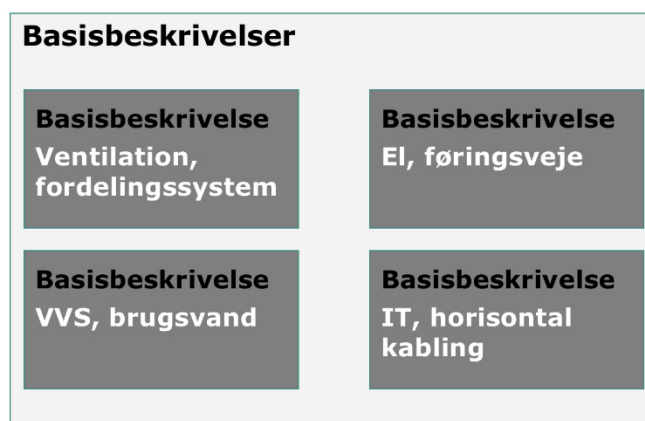 Basisbeskrivelser
Basisbeskrivelse
Ventilation,
fordelingssystem
Basisbeskrivelse
El, føringsveje
Basisbeskrivelse
VVS, brugsvand
Basisbeskrivelse
IT, horisontal
kabling